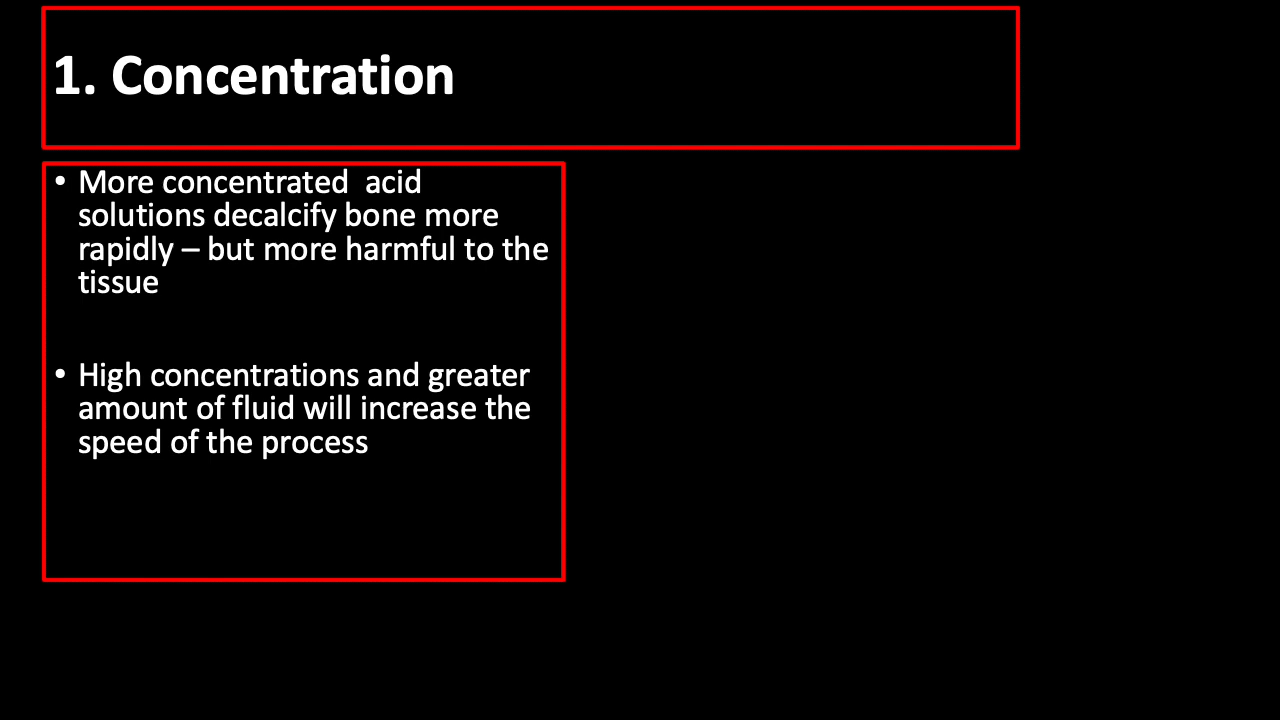 1. Concentration
• More concentrated  acid
solutions decalcify bone more
rapidly – but more harmful to the
tissue
• High concentrations and greater
amount of fluid will increase the
speed of the process